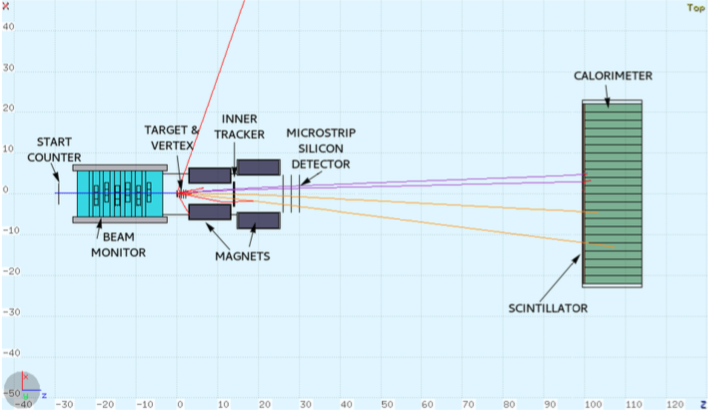 X
Top
40
30
20
10
0
-10
-20
-30
-40
-50
START
COUNTER
TARGET &
VERTEX
INNER
TRACKER
MICROSTRIP
SILICON
DETECTOR
CALORIMETER
BEAM
MONITOR
MAGNETS
SCINTILLATOR
x
y
z
-40 -30 -20 -10 0 10 20 30 40 50 60 70 80 90 100 110 120 Z